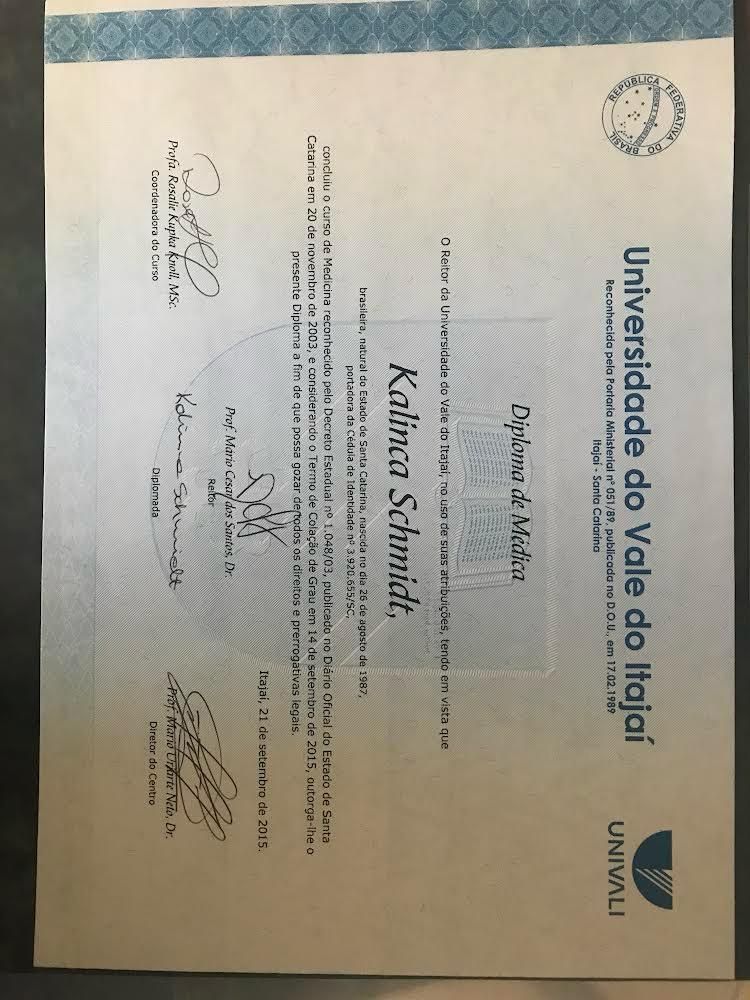 REPÚBLICA FEDERATIVA DO BRASIL
Universidade do Vale do Itajaí
Reconhecida pela Portaria Ministerial nº 051/89, publicada no D.O.U., em 17.02.1989
Itajaí - Santa Catarina
UNIVALI
Diploma de Médica
O Reitor da Universidade do Vale do Itajaí, no uso de suas atribuições, tendo em vista que
Kalinca Schmidt,
brasileira, natural do Estado de Santa Catarina, nascida no dia 26 de agosto de 1987,
portadora da Cédula de Identidade nº 3.920.655/SC,
concluiu o curso de Medicina reconhecido pelo Decreto Estadual nº 1.048/03, publicado no Diário Oficial do Estado de Santa
Catarina em 20 de novembro de 2003, e considerando o Termo de Colação de Grau em 14 de setembro de 2015, outorga-lhe o
presente Diploma a fim de que possa gozar de todos os direitos e prerrogativas legais.
Itajaí, 21 de setembro de 2015.
Prof. Mário Cesar dos Santos, Dr.
Reitor
Profa. Rosalie Kupka Knoll, MSc.
Coordenadora do Curso
Kalinca Schmidt
Diplomada
Prof. Mario Uriarte Neto, Dr.
Diretor do Centro